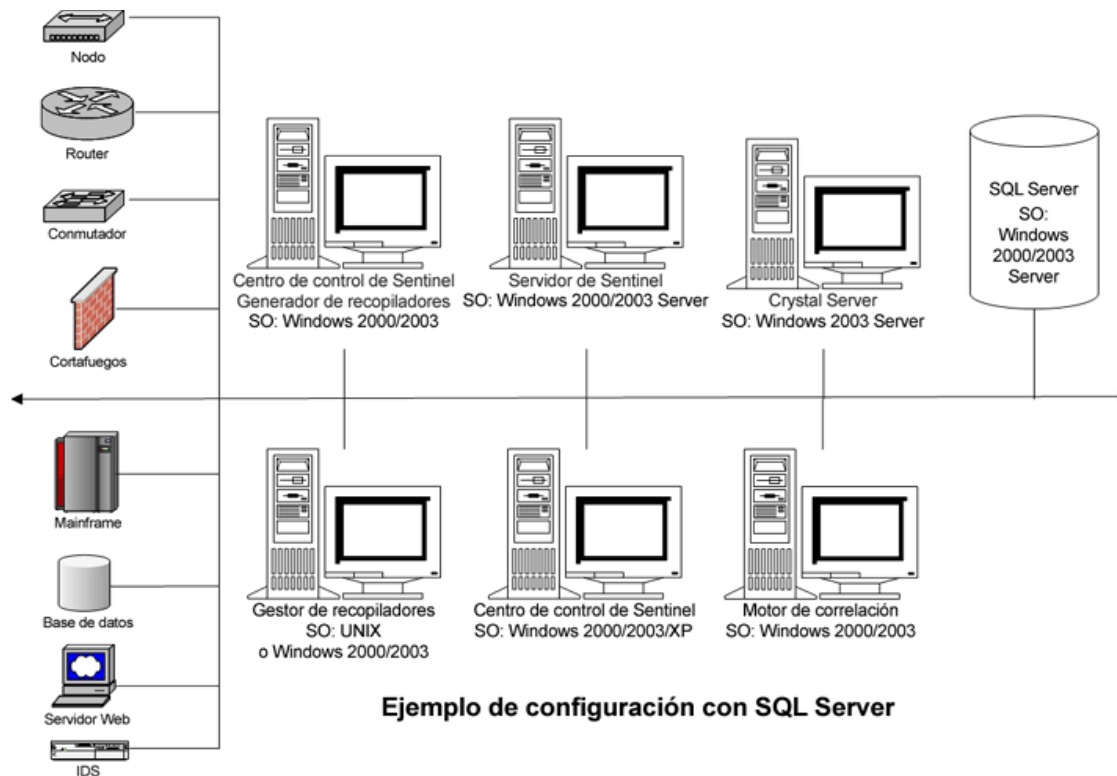 Nodo
Router
Conmutador
Cortafuegos
Centro de control de Sentinel
Generador de recopiladores
SO: Windows 2000/2003
Servidor de Sentinel
SO: Windows 2000/2003 Server
Crystal Server
SO: Windows 2003 Server
SQL Server
SO:
Windows
2000/2003
Server
Mainframe
Base de datos
Servidor Web
IDS
Gestor de recopiladores
SO: UNIX
o Windows 2000/2003
Centro de control de Sentinel
SO: Windows 2000/2003/XP
Motor de correlación
SO: Windows 2000/2003
Ejemplo de configuración con SQL Server